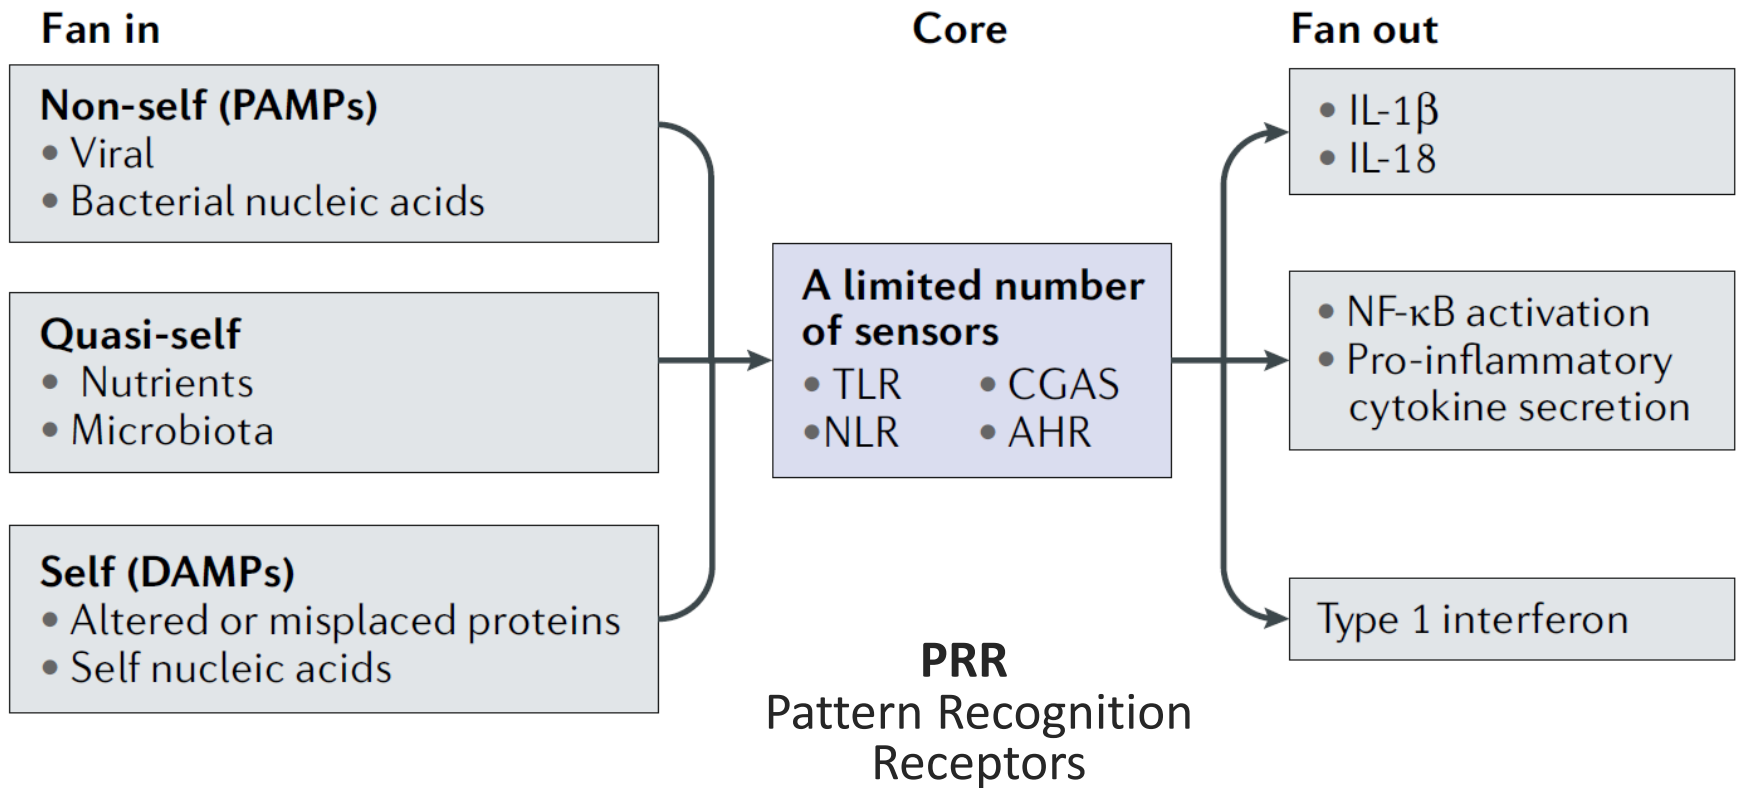 Fan in
Non-self (PAMPs)
• Viral
• Bacterial nucleic acids
Quasi-self
• Nutrients
• Microbiota
Self (DAMPs)
• Altered or misplaced proteins
• Self nucleic acids
Core
A limited number
of sensors
• TLR • CGAS
•NLR • AHR
PRR
Pattern Recognition
Receptors
Fan out
• IL-1β
• IL-18
• NF-κB activation
• Pro-inflammatory
cytokine secretion
Type 1 interferon